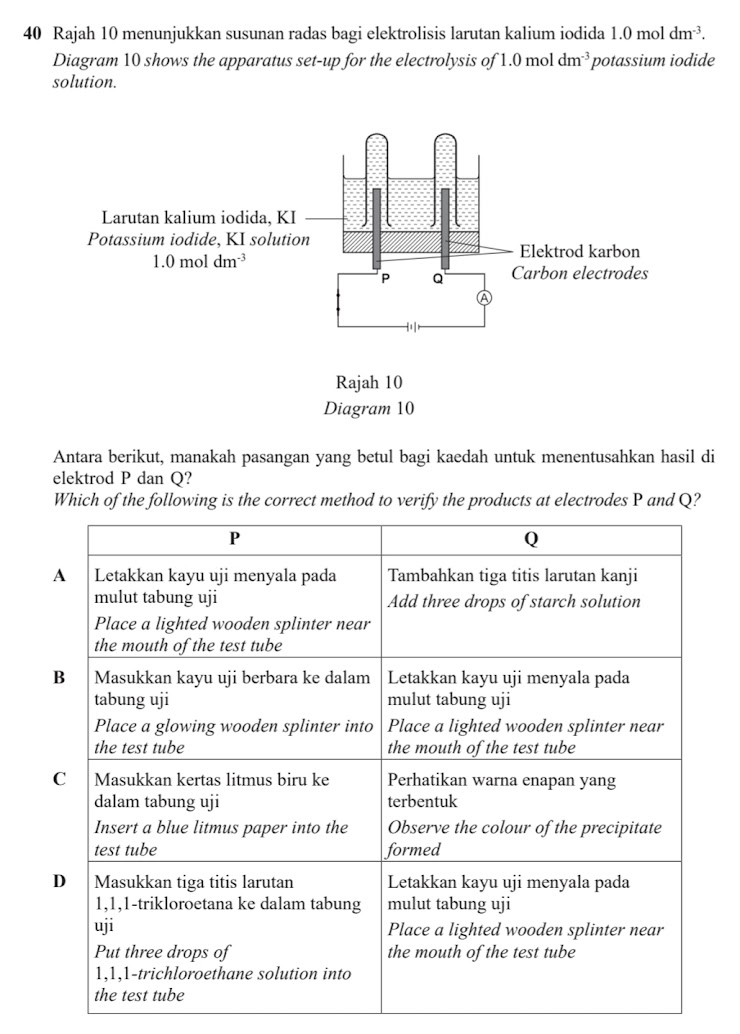 40 Rajah 10 menunjukkan susunan radas bagi elektrolisis larutan kalium iodida 1.0 mol dm⁻³.
Diagram 10 shows the apparatus set-up for the electrolysis of 1.0 mol dm⁻³ potassium iodide
solution.
Larutan kalium iodida, KI
Potassium iodide, KI solution
1.0 mol dm⁻³
Elektrod karbon
Carbon electrodes
P
Q
A
Rajah 10
Diagram 10
Antara berikut, manakah pasangan yang betul bagi kaedah untuk menentusahkan hasil di
elektrod P dan Q?
Which of the following is the correct method to verify the products at electrodes P and Q?
P
Q
A
Letakkan kayu uji menyala pada
mulut tabung uji
Place a lighted wooden splinter near
the mouth of the test tube
Tambahkan tiga titis larutan kanji
Add three drops of starch solution
B
Masukkan kayu uji berbara ke dalam
tabung uji
Place a glowing wooden splinter into
the test tube
Letakkan kayu uji menyala pada
mulut tabung uji
Place a lighted wooden splinter near
the mouth of the test tube
C
Masukkan kertas litmus biru ke
dalam tabung uji
Insert a blue litmus paper into the
test tube
Perhatikan warna enapan yang
terbentuk
Observe the colour of the precipitate
formed
D
Masukkan tiga titis larutan
1,1,1-trikloroetana ke dalam tabung
uji
Put three drops of
1,1,1-trichloroethane solution into
the test tube
Letakkan kayu uji menyala pada
mulut tabung uji
Place a lighted wooden splinter near
the mouth of the test tube